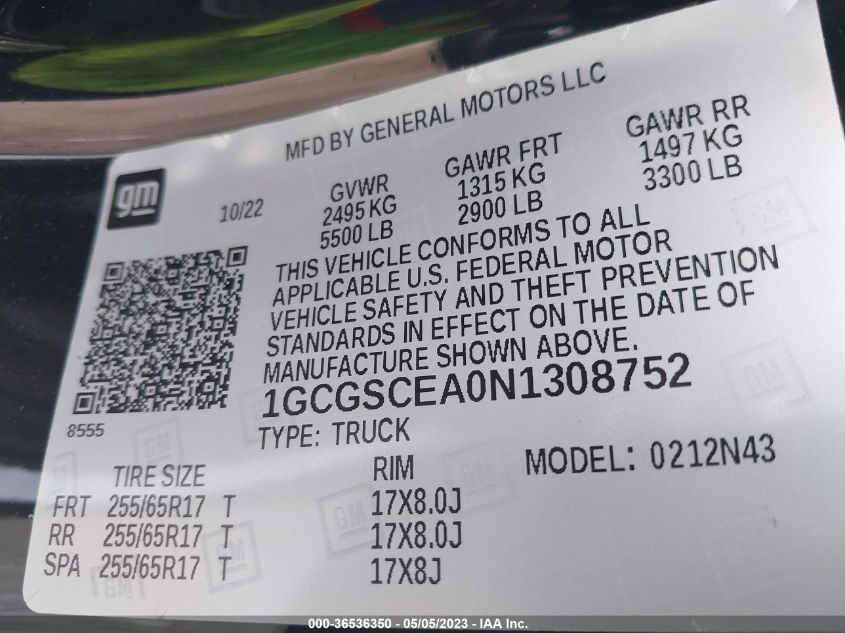 MFD BY GENERAL MOTORS LLC
gm
10/22
GVWR GAWR FRT GAWR RR
2495 KG 1315 KG 1497 KG
5500 LB 2900 LB 3300 LB
THIS VEHICLE CONFORMS TO ALL
APPLICABLE U.S. FEDERAL MOTOR
VEHICLE SAFETY AND THEFT PREVENTION
STANDARDS IN EFFECT ON THE DATE OF
MANUFACTURE SHOWN ABOVE.
1GCGSCEA0N1308752
8555
TYPE: TRUCK
MODEL: 0212N43
TIRE SIZE RIM
FRT 255/65R17 T 17X8.0J
RR 255/65R17 T 17X8.0J
SPA 255/65R17 T 17X8J
000-36536350 - 05/05/2023 - IAA Inc.